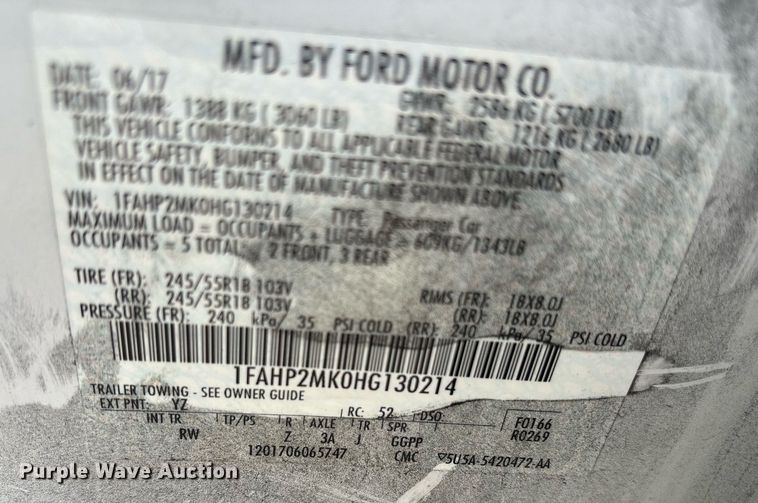 MFD. BY FORD MOTOR CO.
DATE: 06/17 GVWR: 2586 KG ( 5700 LB)
FRONT GAWR: 1388 KG ( 3060 LB) REAR GAWR: 1216 KG ( 2680 LB)
THIS VEHICLE CONFORMS TO ALL APPLICABLE FEDERAL MOTOR
VEHICLE SAFETY, BUMPER, AND THEFT PREVENTION STANDARDS
IN EFFECT ON THE DATE OF MANUFACTURE SHOWN ABOVE
VIN: 1FAHP2MK0HG130214 TYPE: Passenger Car
MAXIMUM LOAD = OCCUPANTS + LUGGAGE = 609KG/1343LB
OCCUPANTS = 5 TOTAL: 2 FRONT, 3 REAR
TIRE (FR): 245/55R18 103V RIMS (FR): 18X8.0J
(RR): 245/55R18 103V (RR): 18X8.0J
PRESSURE (FR): 240 kPa/ 35 PSI COLD (RR): 240 kPa/ 35 PSI COLD
1FAHP2MK0HG130214
TRAILER TOWING - SEE OWNER GUIDE
EXT PNT: YZ RC: 52 DSO F0166
INT TR TP/PS R AXLE TR SPR R0269
RW Z 3A J GGPP
1201706065747 CMC 5U5A-5420472-AA
Purple Wave Auction